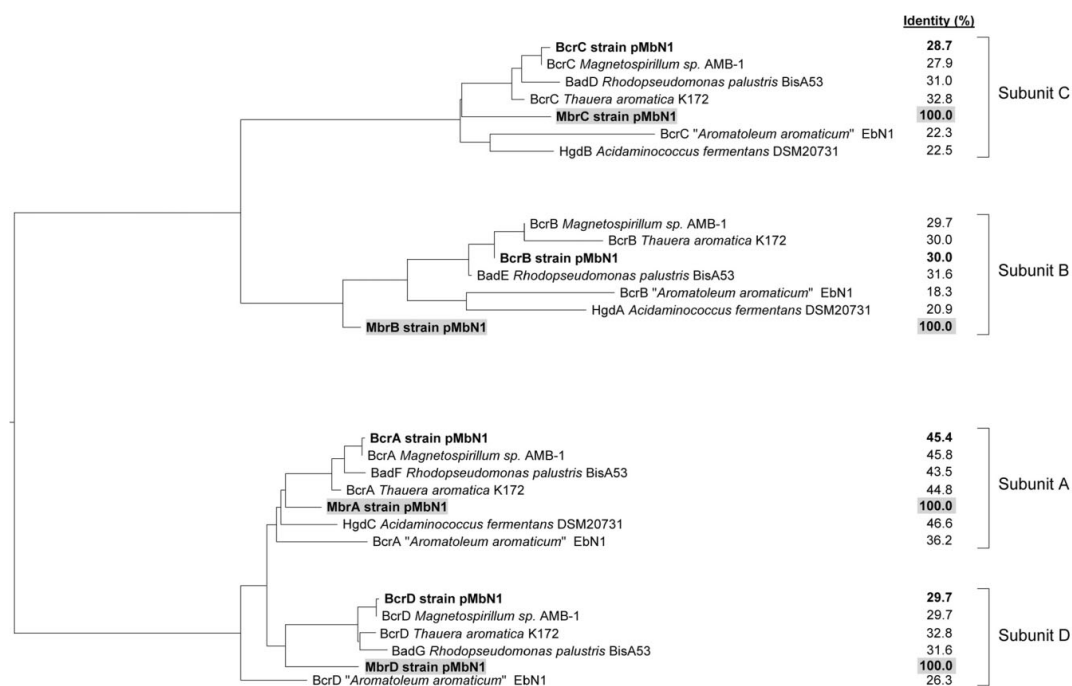 Identity (%)
BcrC strain pMbN1 28.7
BcrC Magnetospirillum sp. AMB-1 27.9
BadD Rhodopseudomonas palustris BisA53 31.0
BcrC Thauera aromatica K172 32.8
MbrC strain pMbN1 100.0
BcrC "Aromatoleum aromaticum" EbN1 22.3
HgdB Acidaminococcus fermentans DSM20731 22.5
Subunit C
BcrB Magnetospirillum sp. AMB-1 29.7
BcrB Thauera aromatica K172 30.0
BcrB strain pMbN1 30.0
BadE Rhodopseudomonas palustris BisA53 31.6
BcrB "Aromatoleum aromaticum" EbN1 18.3
HgdA Acidaminococcus fermentans DSM20731 20.9
MbrB strain pMbN1 100.0
Subunit B
BcrA strain pMbN1 45.4
BcrA Magnetospirillum sp. AMB-1 45.8
BadF Rhodopseudomonas palustris BisA53 43.5
BcrA Thauera aromatica K172 44.8
MbrA strain pMbN1 100.0
HgdC Acidaminococcus fermentans DSM20731 46.6
BcrA "Aromatoleum aromaticum" EbN1 36.2
Subunit A
BcrD strain pMbN1 29.7
BcrD Magnetospirillum sp. AMB-1 29.7
BcrD Thauera aromatica K172 32.8
BadG Rhodopseudomonas palustris BisA53 31.6
MbrD strain pMbN1 100.0
BcrD "Aromatoleum aromaticum" EbN1 26.3
Subunit D